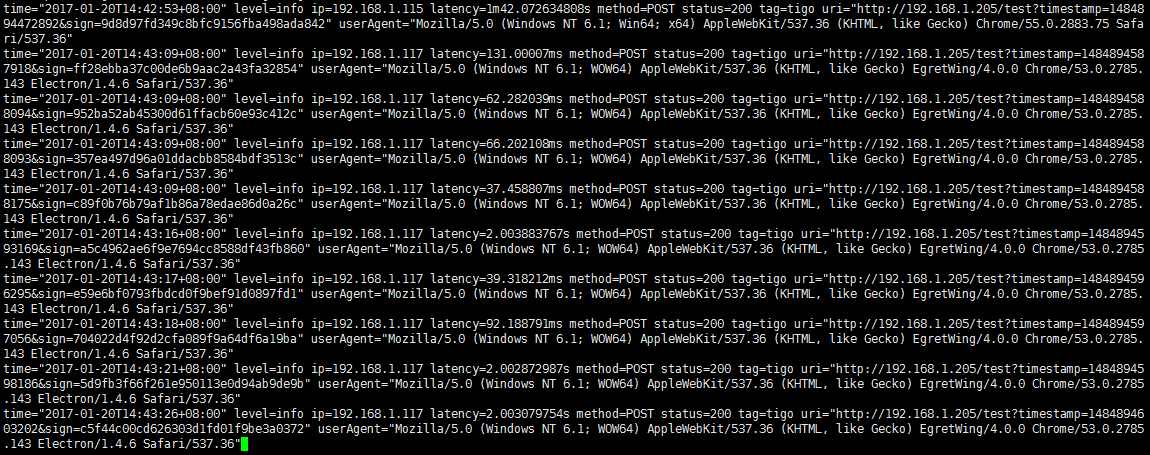 time="2017-01-20T14:42:53+08:00" level=info ip=192.168.1.115 latency=1m42.072634808s method=POST status=200 tag=tigo uri="http://192.168.1.205/test?timestamp=14848
94472892&sign=9d8d97fd349c8bfc9156fba498ada842" userAgent="Mozilla/5.0 (Windows NT 6.1; Win64; x64) AppleWebKit/537.36 (KHTML, like Gecko) Chrome/55.0.2883.75 Safa
ri/537.36"
time="2017-01-20T14:43:09+08:00" level=info ip=192.168.1.117 latency=131.00007ms method=POST status=200 tag=tigo uri="http://192.168.1.205/test?timestamp=148489458
7918&sign=ff28ebba37c00de6b9aac2a43fa32854" userAgent="Mozilla/5.0 (Windows NT 6.1; WOW64) AppleWebKit/537.36 (KHTML, like Gecko) EgretWing/4.0.0 Chrome/53.0.2785.
143 Electron/1.4.6 Safari/537.36"
time="2017-01-20T14:43:09+08:00" level=info ip=192.168.1.117 latency=62.282039ms method=POST status=200 tag=tigo uri="http://192.168.1.205/test?timestamp=148489458
8094&sign=952ba52ab45300d61ffacb60e93c412c" userAgent="Mozilla/5.0 (Windows NT 6.1; WOW64) AppleWebKit/537.36 (KHTML, like Gecko) EgretWing/4.0.0 Chrome/53.0.2785.
143 Electron/1.4.6 Safari/537.36"
time="2017-01-20T14:43:09+08:00" level=info ip=192.168.1.117 latency=66.202108ms method=POST status=200 tag=tigo uri="http://192.168.1.205/test?timestamp=148489458
8093&sign=357ea497d96a01ddacbb8584bdf3513c" userAgent="Mozilla/5.0 (Windows NT 6.1; WOW64) AppleWebKit/537.36 (KHTML, like Gecko) EgretWing/4.0.0 Chrome/53.0.2785.
143 Electron/1.4.6 Safari/537.36"
time="2017-01-20T14:43:09+08:00" level=info ip=192.168.1.117 latency=37.458807ms method=POST status=200 tag=tigo uri="http://192.168.1.205/test?timestamp=148489458
8175&sign=c89f0b76b79af1b86a78edae86d0a26c" userAgent="Mozilla/5.0 (Windows NT 6.1; WOW64) AppleWebKit/537.36 (KHTML, like Gecko) EgretWing/4.0.0 Chrome/53.0.2785.
143 Electron/1.4.6 Safari/537.36"
time="2017-01-20T14:43:16+08:00" level=info ip=192.168.1.117 latency=2.003883767s method=POST status=200 tag=tigo uri="http://192.168.1.205/test?timestamp=14848945
93169&sign=a5c4962ae6f9e7694cc8588df43fb860" userAgent="Mozilla/5.0 (Windows NT 6.1; WOW64) AppleWebKit/537.36 (KHTML, like Gecko) EgretWing/4.0.0 Chrome/53.0.2785
.143 Electron/1.4.6 Safari/537.36"
time="2017-01-20T14:43:17+08:00" level=info ip=192.168.1.117 latency=39.318212ms method=POST status=200 tag=tigo uri="http://192.168.1.205/test?timestamp=148489459
6295&sign=e59e6bf0793fbdcd0f9bef91d0897fd1" userAgent="Mozilla/5.0 (Windows NT 6.1; WOW64) AppleWebKit/537.36 (KHTML, like Gecko) EgretWing/4.0.0 Chrome/53.0.2785.
143 Electron/1.4.6 Safari/537.36"
time="2017-01-20T14:43:18+08:00" level=info ip=192.168.1.117 latency=92.188791ms method=POST status=200 tag=tigo uri="http://192.168.1.205/test?timestamp=148489459
7056&sign=704022d4f92d2cfa089f9a64df6a19ba" userAgent="Mozilla/5.0 (Windows NT 6.1; WOW64) AppleWebKit/537.36 (KHTML, like Gecko) EgretWing/4.0.0 Chrome/53.0.2785.
143 Electron/1.4.6 Safari/537.36"
time="2017-01-20T14:43:21+08:00" level=info ip=192.168.1.117 latency=2.002872987s method=POST status=200 tag=tigo uri="http://192.168.1.205/test?timestamp=14848945
98186&sign=5d9fb3f66f261e950113e0d94ab9de9b" userAgent="Mozilla/5.0 (Windows NT 6.1; WOW64) AppleWebKit/537.36 (KHTML, like Gecko) EgretWing/4.0.0 Chrome/53.0.2785
.143 Electron/1.4.6 Safari/537.36"
time="2017-01-20T14:43:26+08:00" level=info ip=192.168.1.117 latency=2.003079754s method=POST status=200 tag=tigo uri="http://192.168.1.205/test?timestamp=14848946
03202&sign=c5f44c00cd626303d1fd01f9be3a0372" userAgent="Mozilla/5.0 (Windows NT 6.1; WOW64) AppleWebKit/537.36 (KHTML, like Gecko) EgretWing/4.0.0 Chrome/53.0.2785
.143 Electron/1.4.6 Safari/537.36"